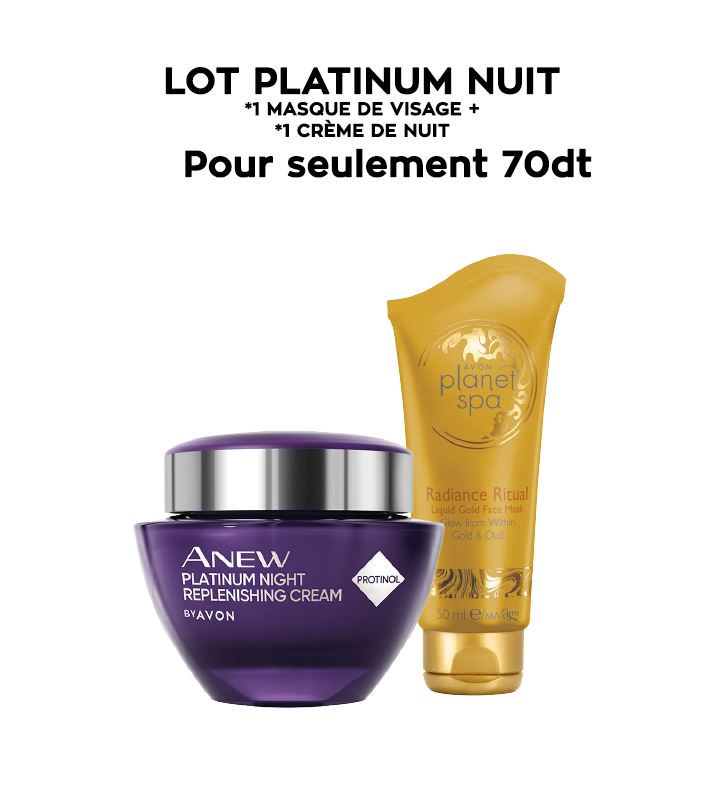 LOT PLATINUM NUIT
*1 MASQUE DE VISAGE +
*1 CRÈME DE NUIT
Pour seulement 70dt
AVON
planet
spa
Radiance Ritual
Liquid Gold Face Mask
Glow from Within
Gold & Oud
50 ml e/MA/
ANEW
PLATINUM NIGHT
REPLENISHING CREAM
BY AVON
PROTINOL